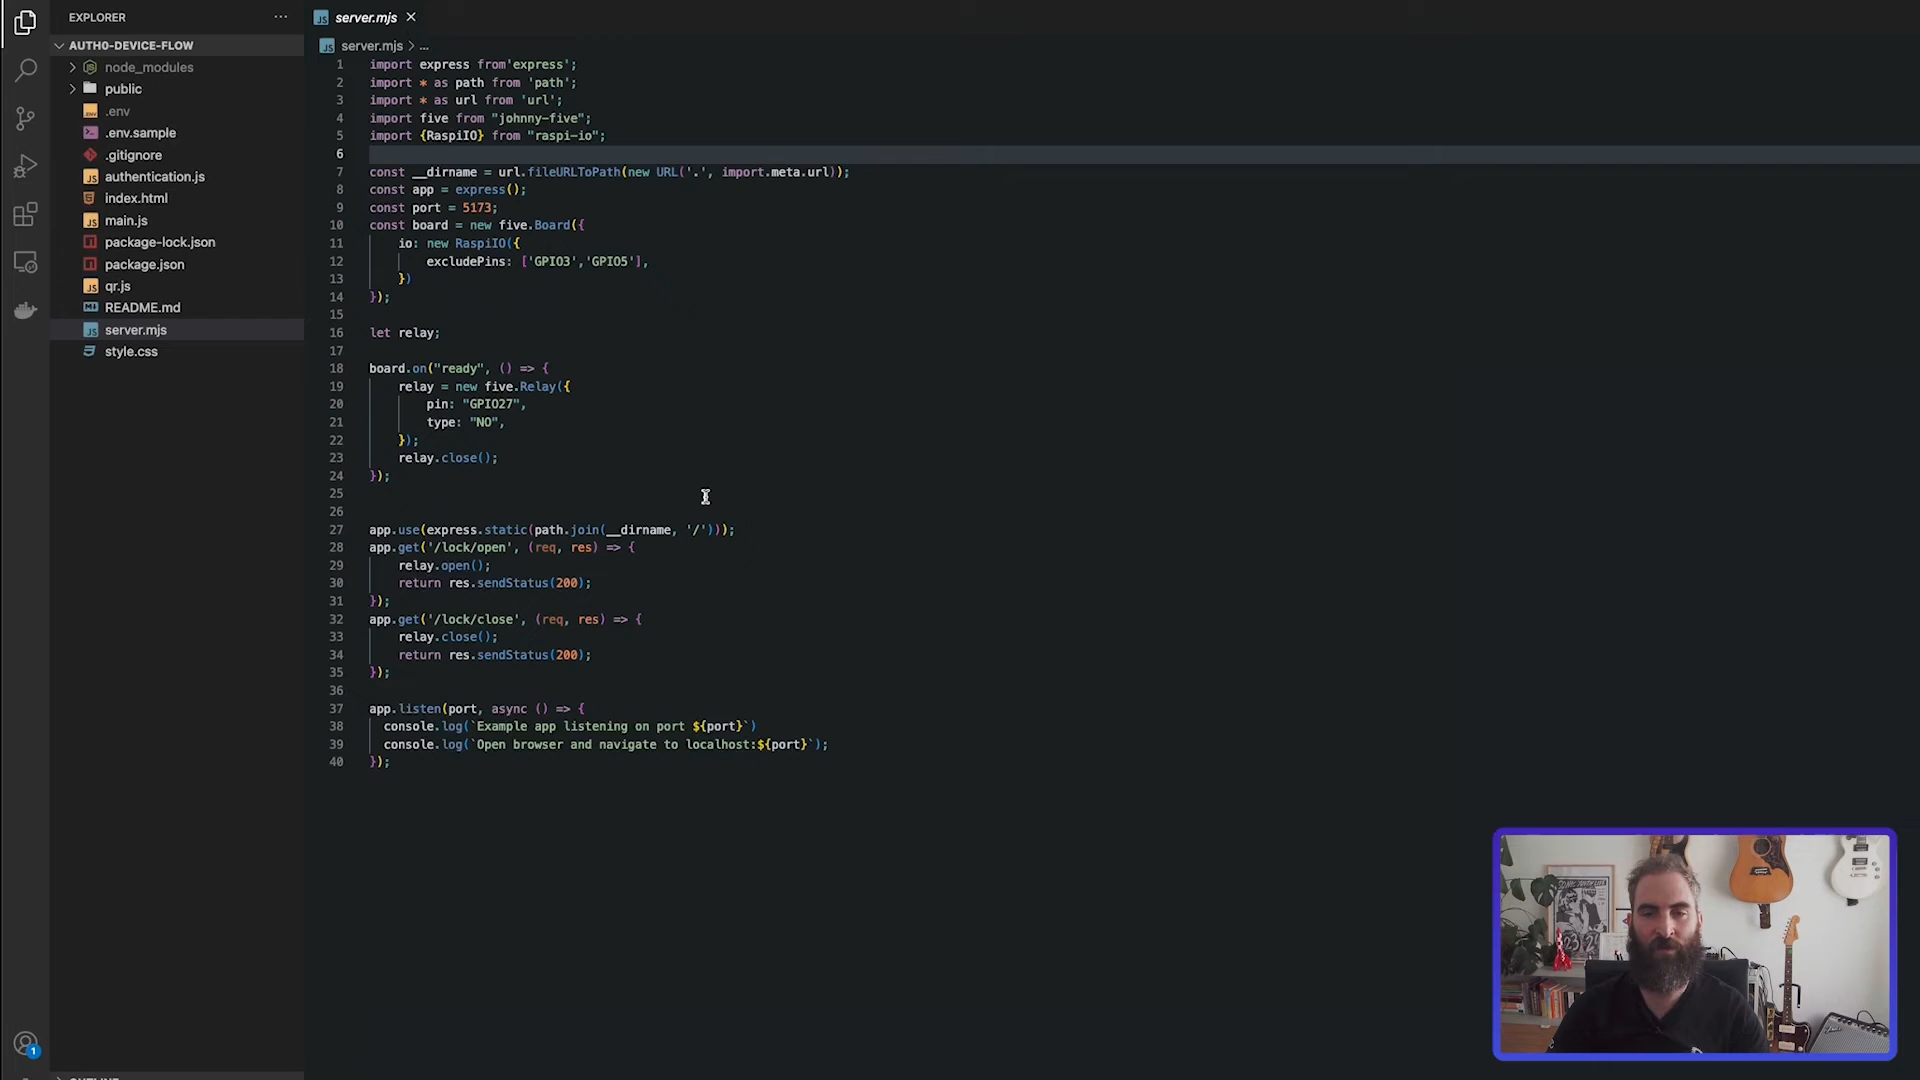 EXPLORER
AUTH0-DEVICE-FLOW
node_modules
public
.env
.env.sample
.gitignore
authentication.js
index.html
main.js
package-lock.json
package.json
qr.js
README.md
server.mjs
style.css
1
JS server.mjs
JS server.mjs > ...
1 import express from'express';
2 import * as path from 'path';
3 import * as url from 'url';
4 import five from "johnny-five";
5 import {RaspiIO} from "raspi-io";
6
7 const __dirname = url.fileURLToPath(new URL('.', import.meta.url));
8 const app = express();
9 const port = 5173;
10 const board = new five.Board({
11 io: new RaspiIO({
12 excludePins: ['GPIO3','GPIO5'],
13 })
14 });
15
16 let relay;
17
18 board.on("ready", () => {
19 relay = new five.Relay({
20 pin: "GPIO27",
21 type: "NO",
22 });
23 relay.close();
24 });
25
26
27 app.use(express.static(path.join(__dirname, '/')));
28 app.get('/lock/open', (req, res) => {
29 relay.open();
30 return res.sendStatus(200);
31 });
32 app.get('/lock/close', (req, res) => {
33 relay.close();
34 return res.sendStatus(200);
35 });
36
37 app.listen(port, async () => {
38 console.log(`Example app listening on port ${port}`)
39 console.log(`Open browser and navigate to localhost:${port}`);
40 });